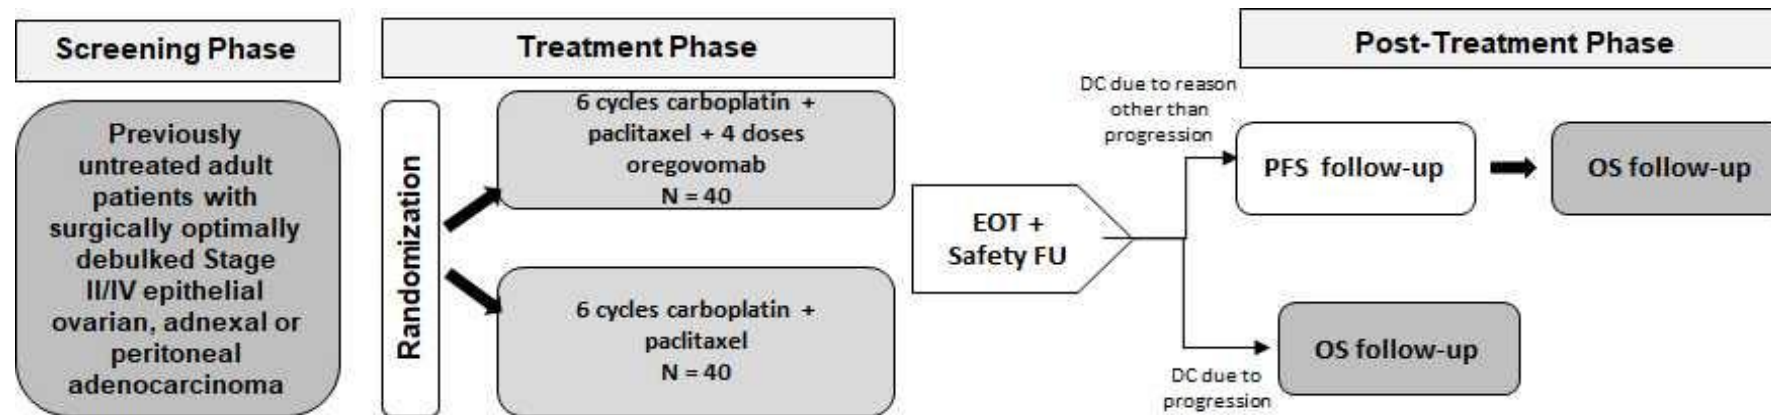 Screening Phase
Previously
untreated adult
patients with
surgically optimally
debulked Stage
II/IV epithelial
ovarian, adnexal or
peritoneal
adenocarcinoma
Treatment Phase
Randomization
6 cycles carboplatin +
paclitaxel + 4 doses
oregovomab
N = 40
6 cycles carboplatin +
paclitaxel
N = 40
EOT +
Safety FU
Post-Treatment Phase
DC due to reason
other than
progression
PFS follow-up
OS follow-up
DC due to
progression
OS follow-up